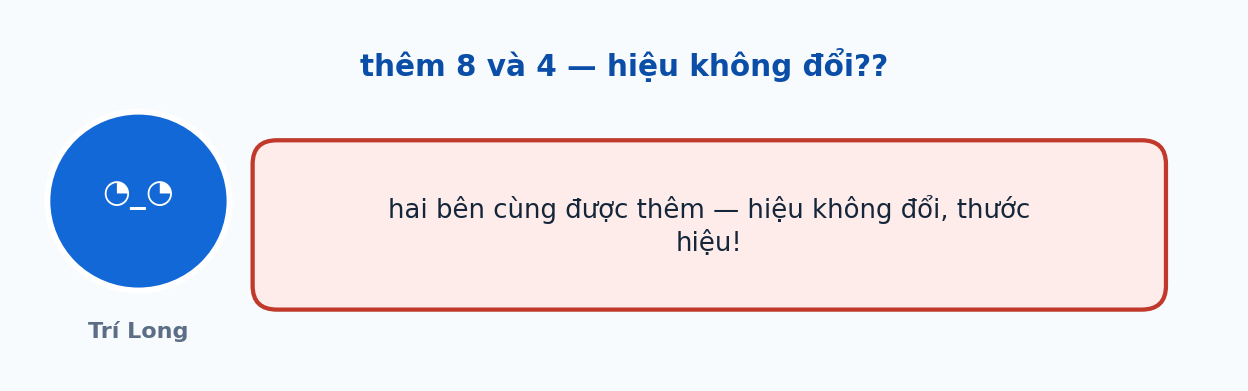 thêm 8 và 4 — hiệu không đổi??
◔_◔
hai bên cùng được thêm — hiệu không đổi, thước
hiệu!
Trí Long